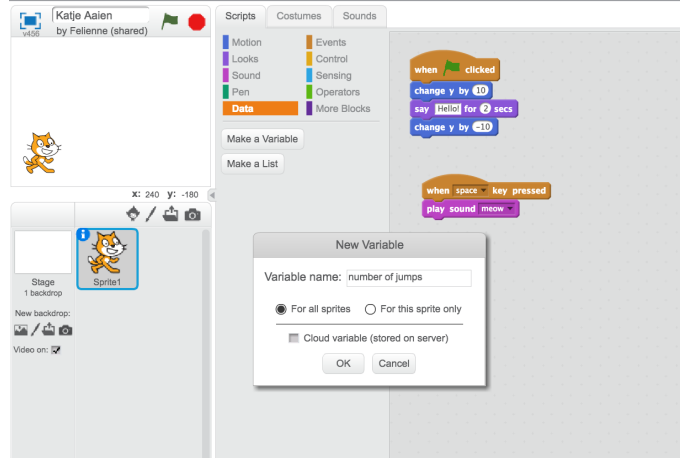 Katje Aaien
by Felienne (shared)
v456
X: 240 y: -180
Sprite1
Stage
1 backdrop
New backdrop:
Video on:
Scripts Costumes Sounds
Motion Events
Looks Control
Sound Sensing
Pen Operators
Data More Blocks
Make a Variable
Make a List
when clicked
change y by 10
say Hello! for 2 secs
change y by -10
when space key pressed
play sound meow
New Variable
Variable name: number of jumps
For all sprites For this sprite only
Cloud variable (stored on server)
OK Cancel